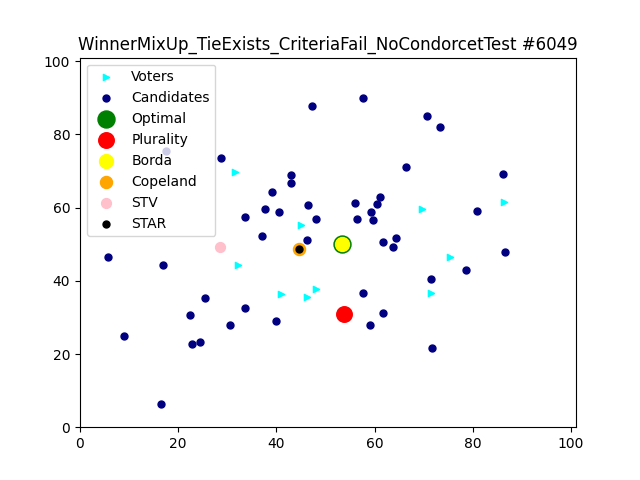 WinnerMixUp_TieExists_CriteriaFail_NoCondorcetTest #6049
100
80
60
40
20
0
Voters
Candidates
Optimal
Plurality
Borda
Copeland
STV
STAR
0 20 40 60 80 100